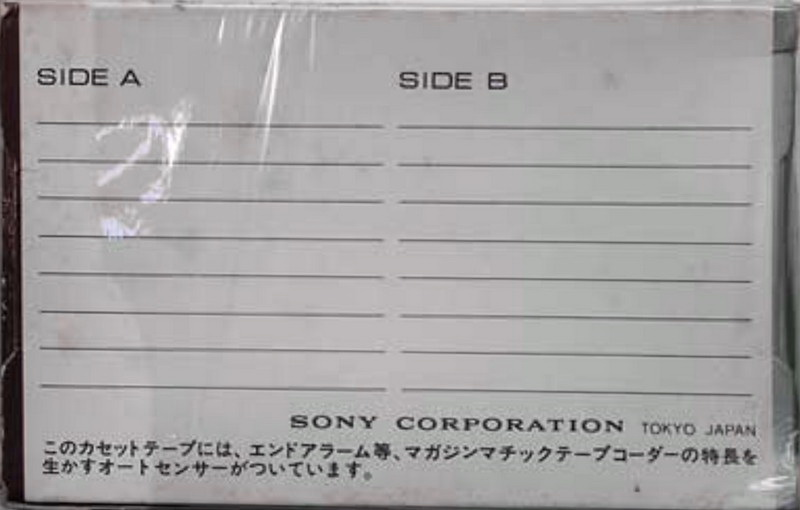 SIDE A
SIDE B
SONY CORPORATION TOKYO JAPAN
このカセットテープには、エンドアラーム等、マガジンマチックテープコーダーの特長を
生かすオートセンサーがついています。